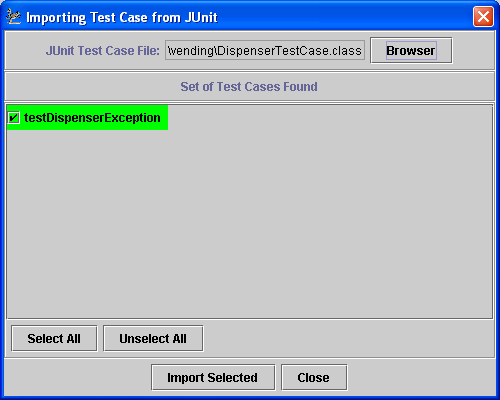 Importing Test Case from JUnit
JUnit Test Case File: \vending\DispenserTestCase.class Browser
Set of Test Cases Found
testDispenserException
Select All Unselect All
Import Selected Close